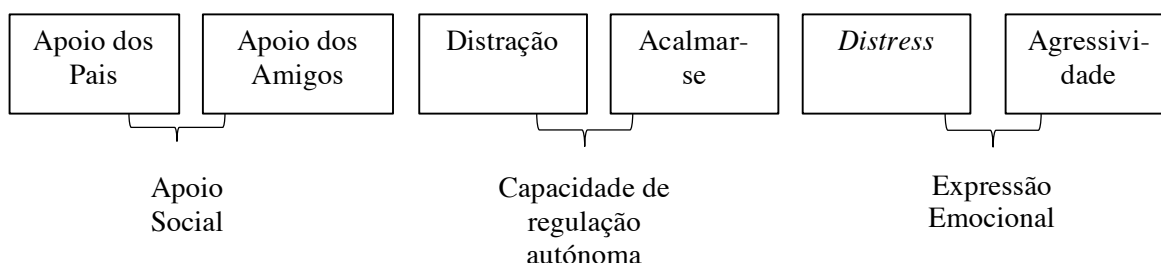 Apoio dos
Pais
Apoio dos
Amigos
Distração
Acalmar-
se
Distress
Agressivi-
dade
Apoio
Social
Capacidade de
regulação
autónoma
Expressão
Emocional